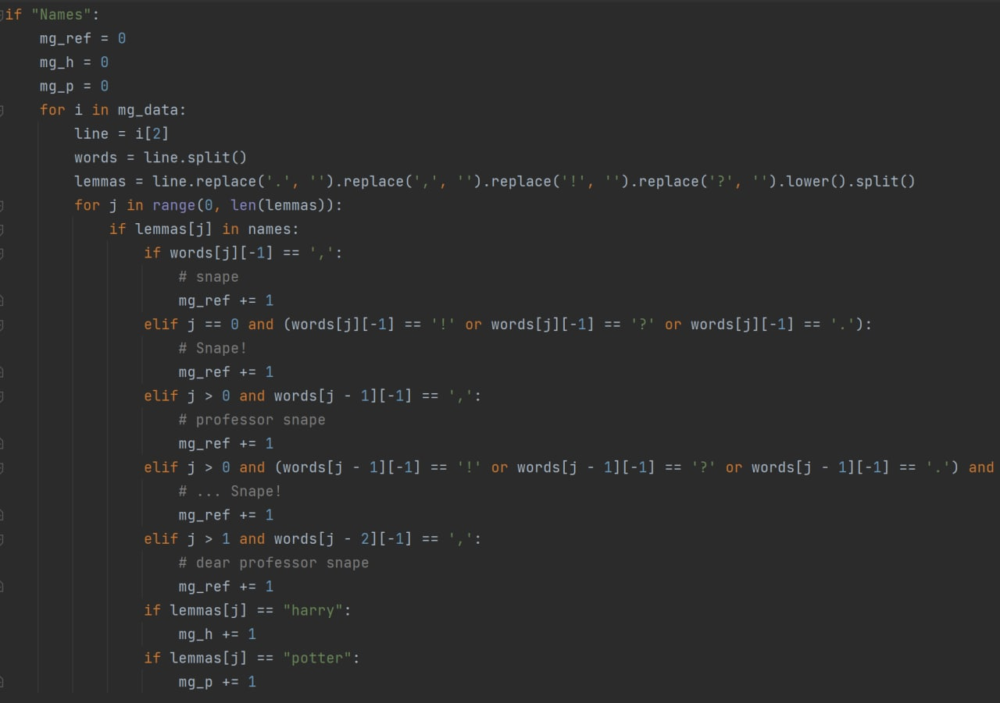 if "Names":
    mg_ref = 0
    mg_h = 0
    mg_p = 0
    for i in mg_data:
        line = i[2]
        words = line.split()
        lemmas = line.replace('.', '').replace(',', '').replace('!', '').replace('?', '').lower().split()
        for j in range(0, len(lemmas)):
            if lemmas[j] in names:
                if words[j][-1] == ',':
                    # snape
                    mg_ref += 1
                elif j == 0 and (words[j][-1] == '!' or words[j][-1] == '?' or words[j][-1] == '.'):
                    # Snape!
                    mg_ref += 1
                elif j > 0 and words[j - 1][-1] == ',':
                    # professor snape
                    mg_ref += 1
                elif j > 0 and (words[j - 1][-1] == '!' or words[j - 1][-1] == '?' or words[j - 1][-1] == '.') and
                    # ... Snape!
                    mg_ref += 1
                elif j > 1 and words[j - 2][-1] == ',':
                    # dear professor snape
                    mg_ref += 1
                if lemmas[j] == "harry":
                    mg_h += 1
                if lemmas[j] == "potter":
                    mg_p += 1